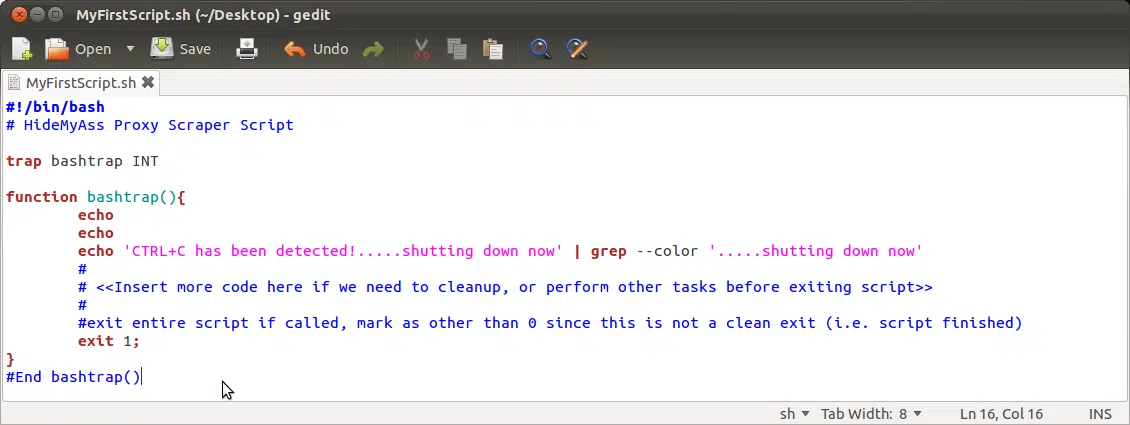 MyFirstScript.sh (~/Desktop) - gedit
Open Save Undo
MyFirstScript.sh
#!/bin/bash
# HideMyAss Proxy Scraper Script
trap bashtrap INT
function bashtrap(){
echo
echo
echo 'CTRL+C has been detected!.....shutting down now' | grep --color '.....shutting down now'
#
# <<Insert more code here if we need to cleanup, or perform other tasks before exiting script>>
#
#exit entire script if called, mark as other than 0 since this is not a clean exit (i.e. script finished)
exit 1;
}
#End bashtrap()
sh Tab Width: 8 Ln 16, Col 16 INS